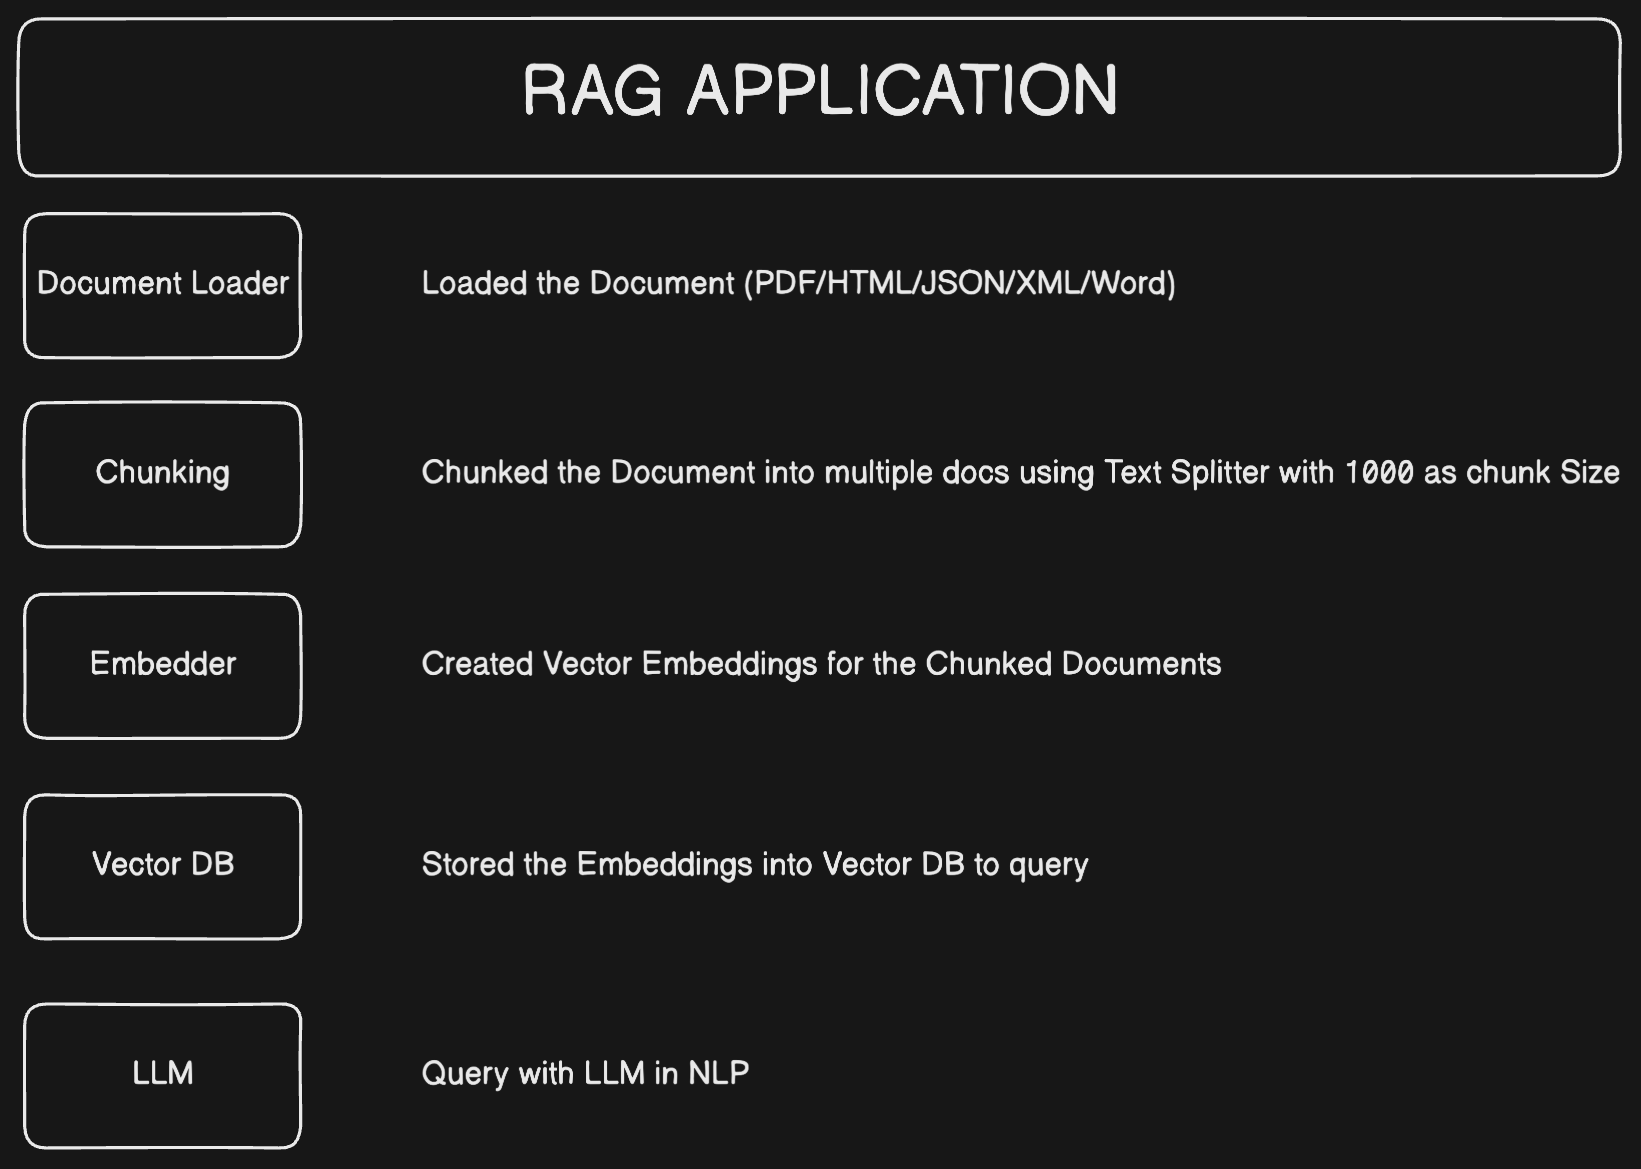 RAG APPLICATION
Document Loader
Loaded the Document (PDF/HTML/JSON/XML/Word)
Chunking
Chunked the Document into multiple docs using Text Splitter with 1000 as chunk Size
Embedder
Created Vector Embeddings for the Chunked Documents
Vector DB
Stored the Embeddings into Vector DB to query
LLM
Query with LLM in NLP